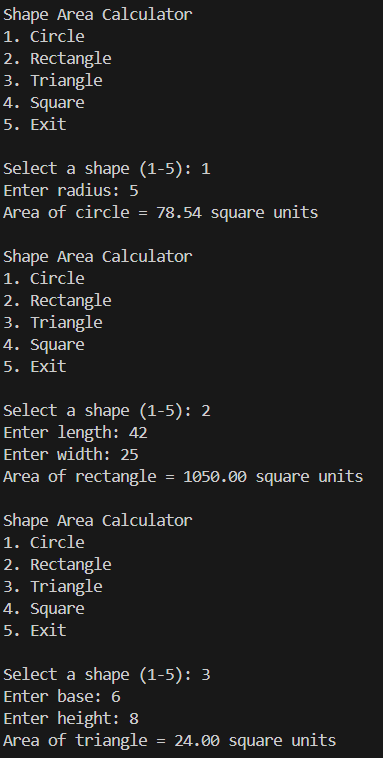 Shape Area Calculator
1. Circle
2. Rectangle
3. Triangle
4. Square
5. Exit
Select a shape (1-5): 1
Enter radius: 5
Area of circle = 78.54 square units
Shape Area Calculator
1. Circle
2. Rectangle
3. Triangle
4. Square
5. Exit
Select a shape (1-5): 2
Enter length: 42
Enter width: 25
Area of rectangle = 1050.00 square units
Shape Area Calculator
1. Circle
2. Rectangle
3. Triangle
4. Square
5. Exit
Select a shape (1-5): 3
Enter base: 6
Enter height: 8
Area of triangle = 24.00 square units